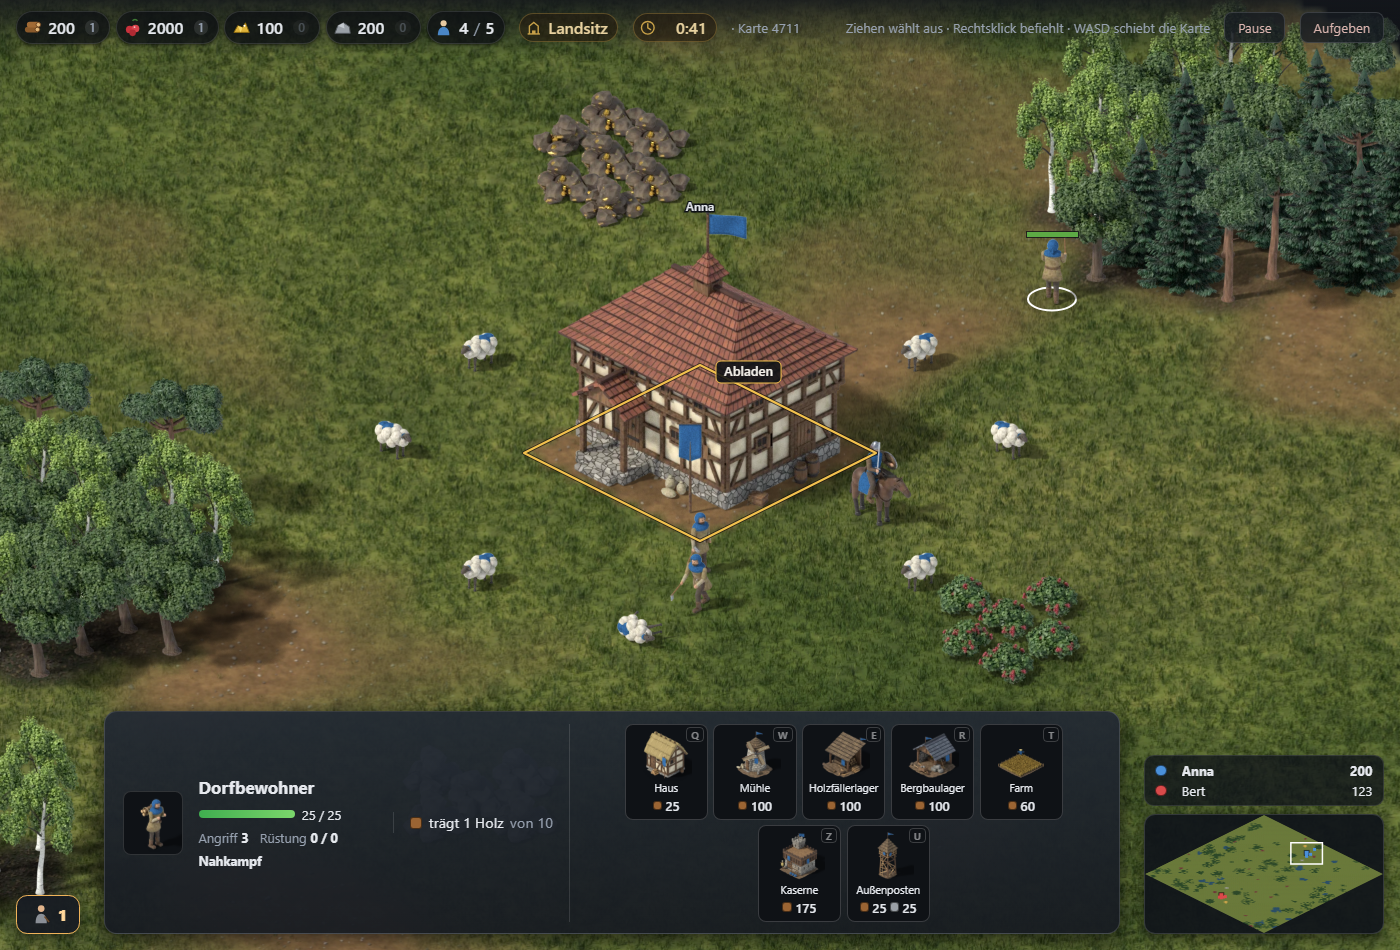 200 1 2000 1 100 0 200 0 4 / 5 Landsitz 0:41 · Karte 4711 Ziehen wählt aus · Rechtsklick befiehlt · WASD schiebt die Karte Pause Aufgeben
Anna
Abladen
Q W E R T
Haus Mühle Holzfällerlager Bergbaulager Farm
25 100 100 100 60
Dorfbewohner
25 / 25
Angriff 3 Rüstung 0 / 0
Nahkampf
trägt 1 Holz von 10
Z U
Kaserne Außenposten
175 25 25
Anna 200
Bert 123
1